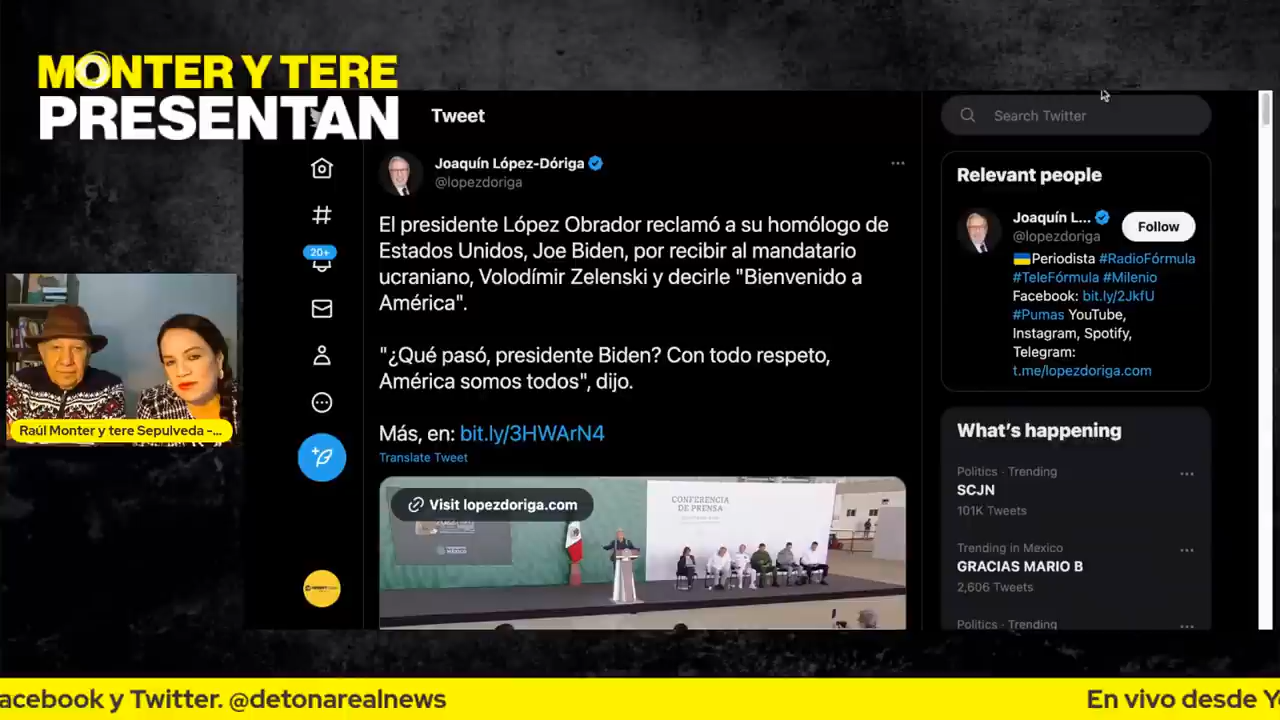 MONTER Y TERE
PRESENTAN
Tweet
Search Twitter
Joaquín López-Dóriga
@lopezdoriga
El presidente López Obrador reclamó a su homólogo de
Estados Unidos, Joe Biden, por recibir al mandatario
ucraniano, Volodímir Zelenski y decirle "Bienvenido a
América".
"¿Qué pasó, presidente Biden? Con todo respeto,
América somos todos", dijo.
Más, en: bit.ly/3HWArN4
Translate Tweet
Visit lopezdoriga.com
CONFERENCIA
DE PRENSA
20+
Relevant people
Joaquín L...
@lopezdoriga
Follow
Periodista #RadioFórmula
#TeleFórmula #Milenio
Facebook: bit.ly/2JkfU
#Pumas YouTube,
Instagram, Spotify,
Telegram:
t.me/lopezdoriga.com
What's happening
Politics · Trending
SCJN
101K Tweets
Trending in Mexico
GRACIAS MARIO B
2,606 Tweets
Politics · Trending
Raúl Monter y tere Sepulveda -...
acebook y Twitter. @detonarealnews
En vivo desde Y